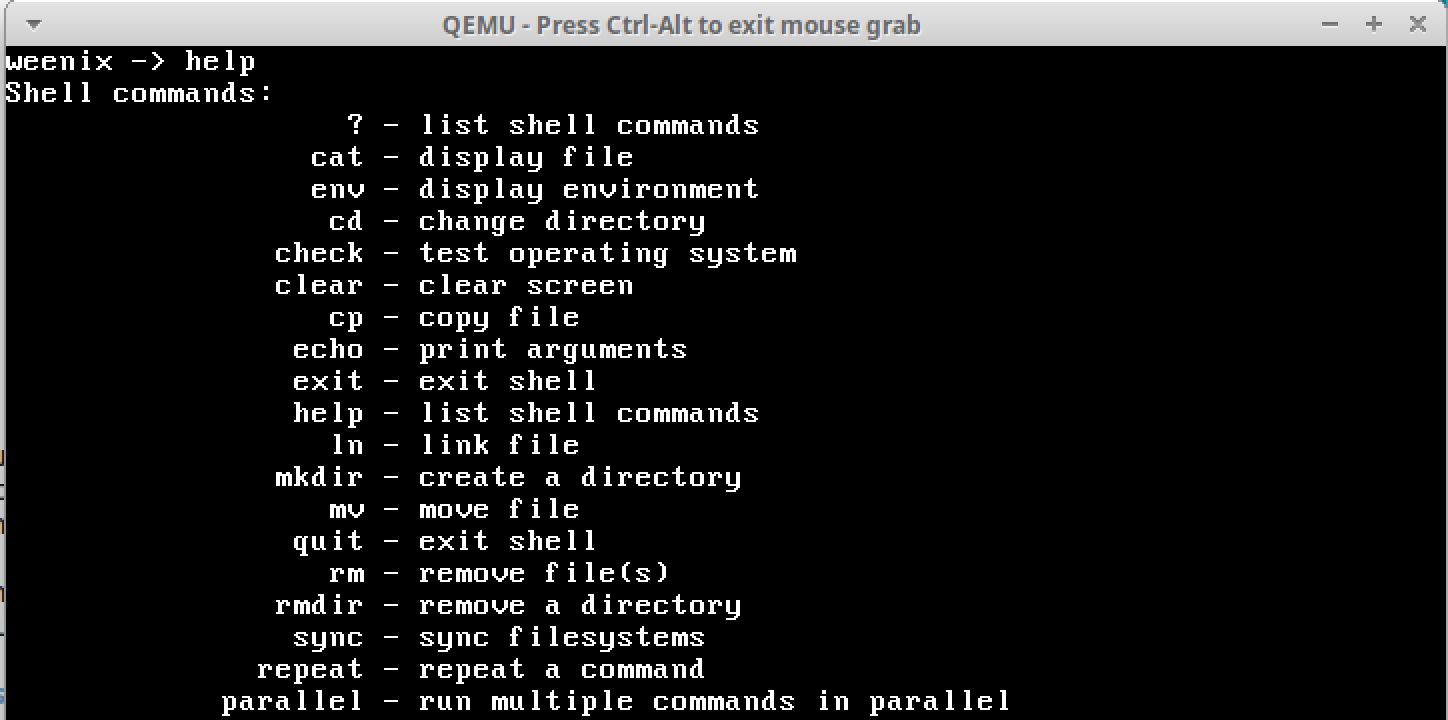 QEMU - Press Ctrl-Alt to exit mouse grab
weenix -> help
Shell commands:
? - list shell commands
cat - display file
env - display environment
cd - change directory
check - test operating system
clear - clear screen
cp - copy file
echo - print arguments
exit - exit shell
help - list shell commands
ln - link file
mkdir - create a directory
mv - move file
quit - exit shell
rm - remove file(s)
rmdir - remove a directory
sync - sync filesystems
repeat - repeat a command
parallel - run multiple commands in parallel